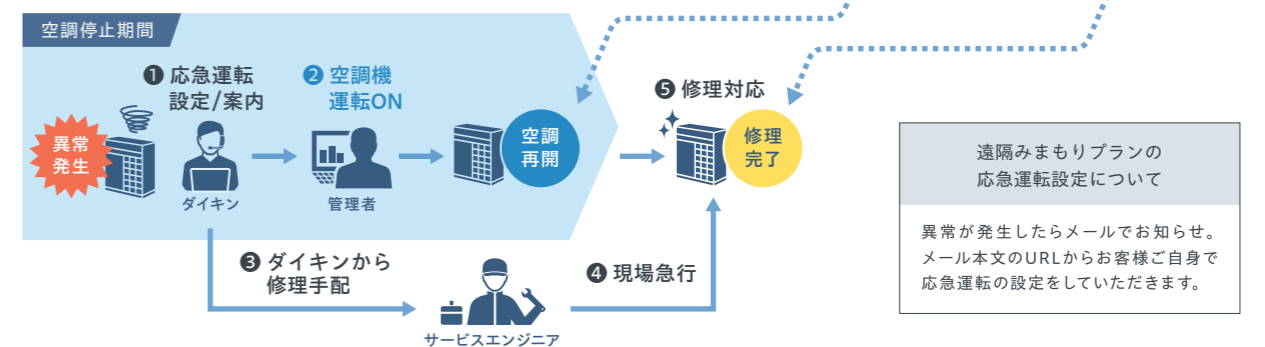 空調停止期間
異常
発生
❶ 応急運転
設定/案内
ダイキン
❷ 空調機
運転ON
管理者
空調
再開
❺ 修理対応
修理
完了
❸ ダイキンから
修理手配
サービスエンジニア
❹ 現場急行
遠隔みまもりプランの
応急運転設定について
異常が発生したらメールでお知らせ。
メール本文のURLからお客様ご自身で
応急運転の設定をしていただきます。